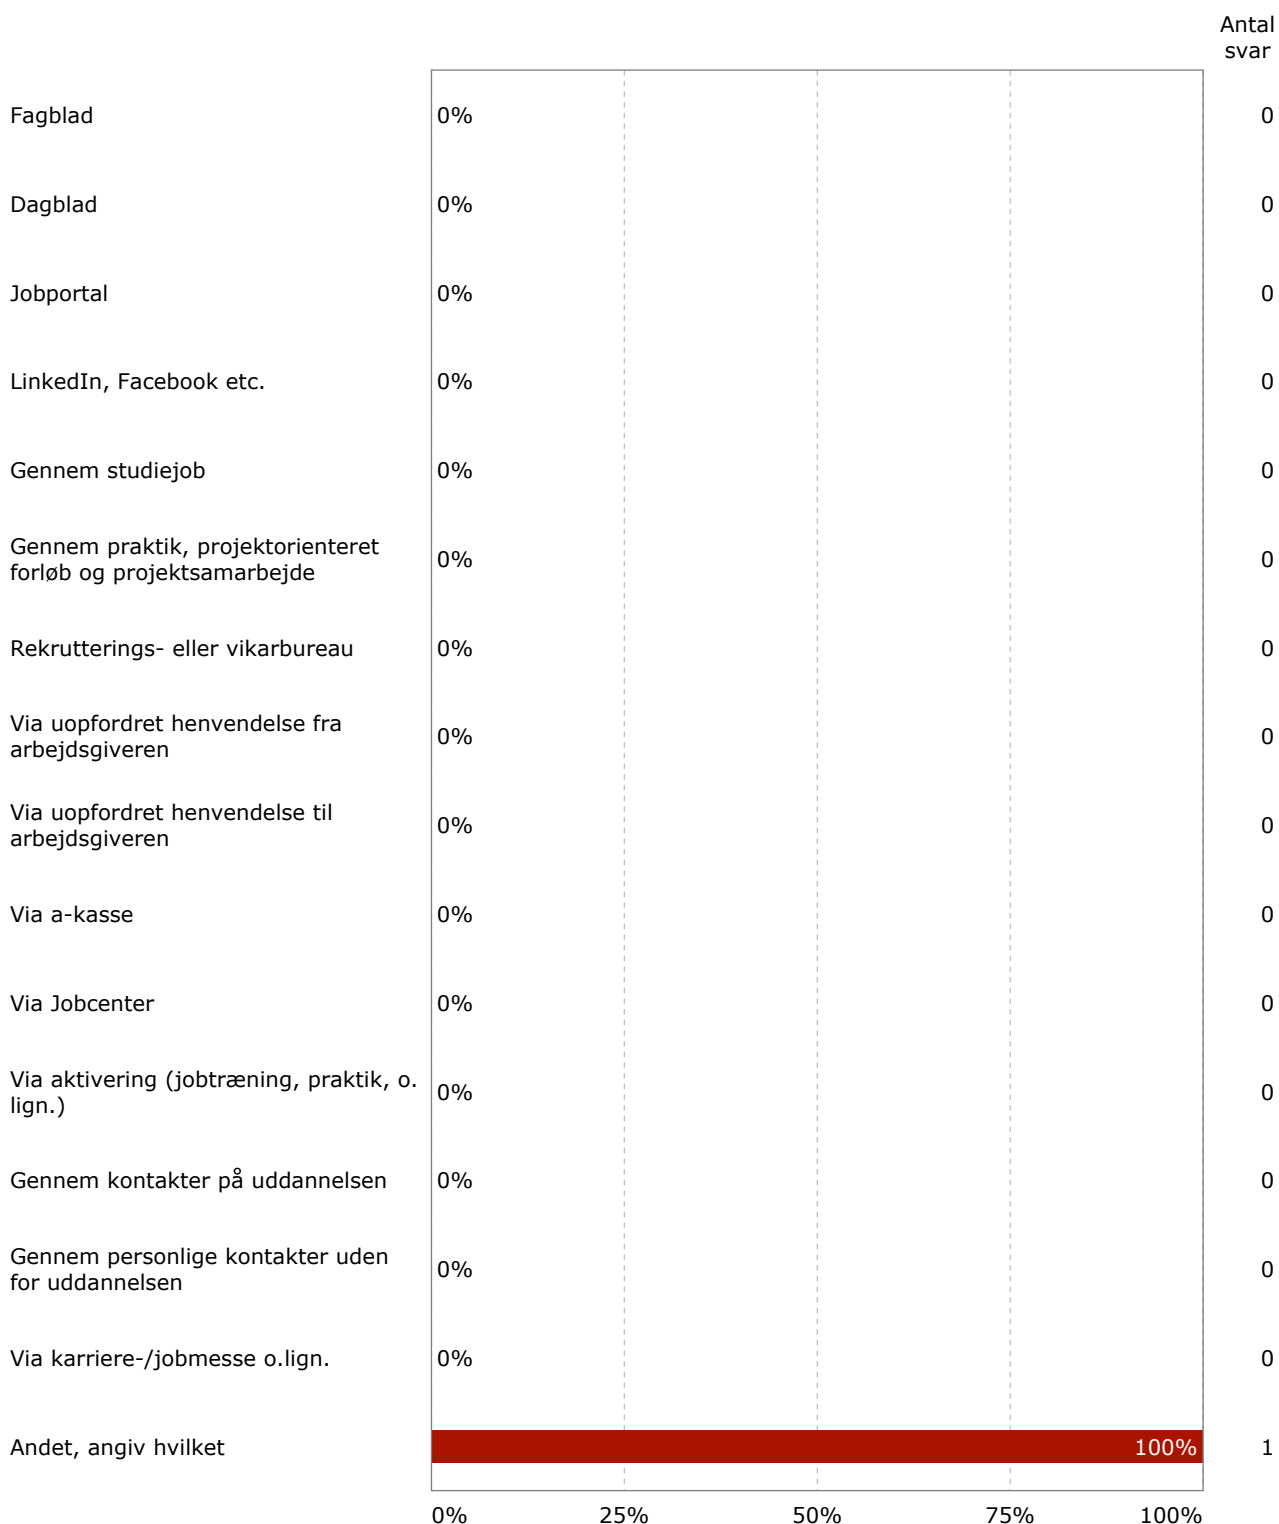 Antal
svar
Fagblad 0% 0
Dagblad 0% 0
Jobportal 0% 0
LinkedIn, Facebook etc. 0% 0
Gennem studiejob 0% 0
Gennem praktik, projektorienteret
forløb og projektsamarbejde 0% 0
Rekrutterings- eller vikarbureau 0% 0
Via uopfordret henvendelse fra
arbejdsgiveren 0% 0
Via uopfordret henvendelse til
arbejdsgiveren 0% 0
Via a-kasse 0% 0
Via Jobcenter 0% 0
Via aktivering (jobtræning, praktik, o.
lign.) 0% 0
Gennem kontakter på uddannelsen 0% 0
Gennem personlige kontakter uden
for uddannelsen 0% 0
Via karriere-/jobmesse o.lign. 0% 0
Andet, angiv hvilket 100% 1
0% 25% 50% 75% 100%